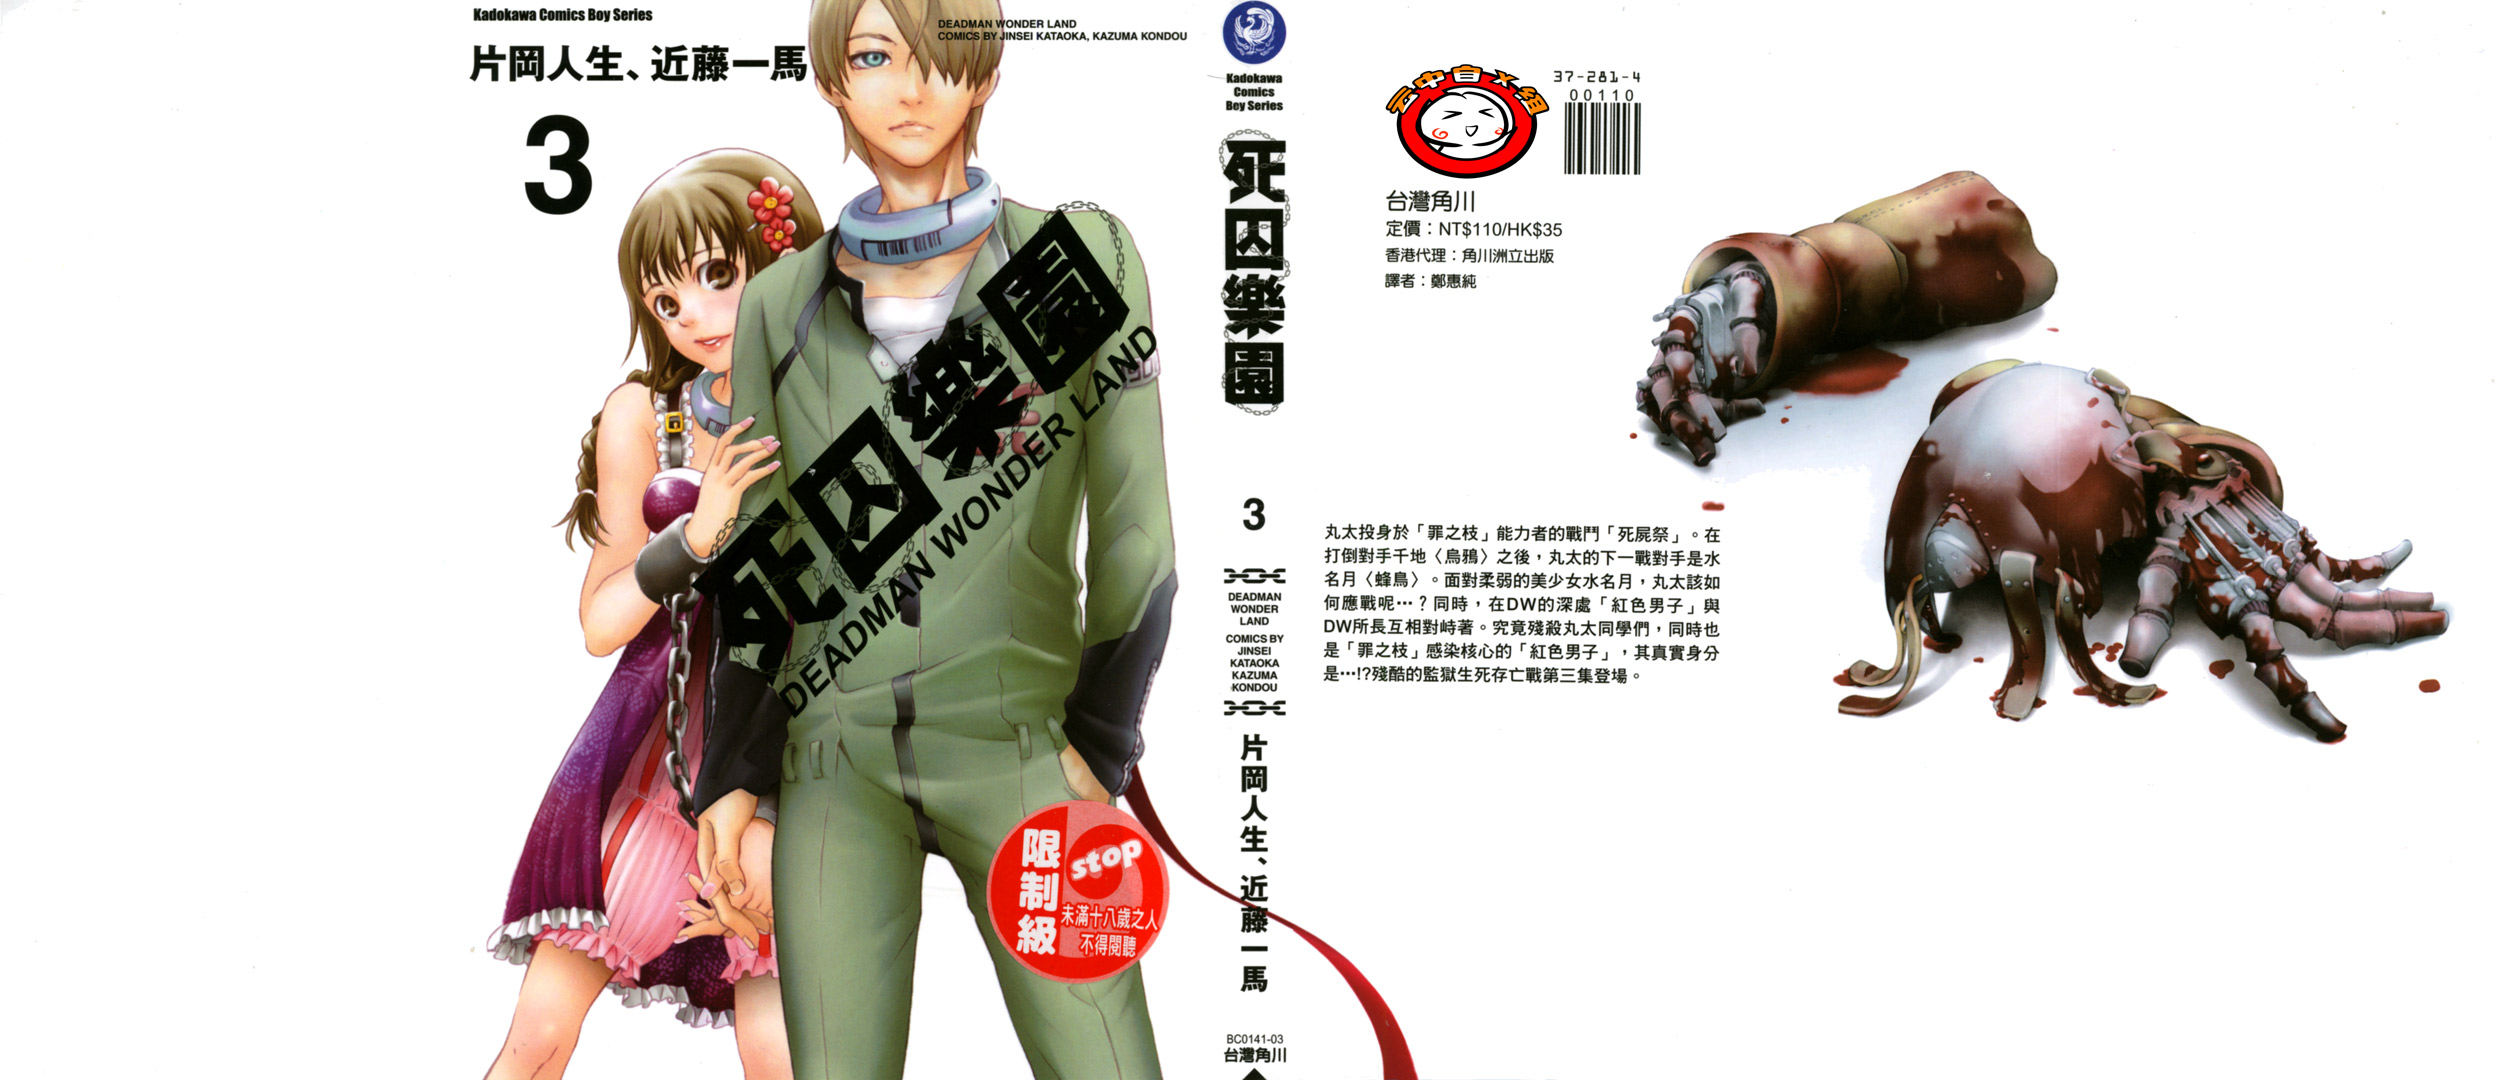 Kadokawa Comics Boy Series
片岡人生、近藤一馬
3
DEADMAN WONDER LAND
COMICS BY JINSEI KATAOKA, KAZUMA KONDOU
死囚樂園
DEADMAN WONDER LAND
限制級
stop
未滿十八歲之人
不得閱聽
Kadokawa
Comics
Boy Series
死囚樂園
3
DEADMAN
WONDER
LAND
COMICS BY
JINSEI
KATAOKA
KAZUMA
KONDOU
片岡人生、近藤一馬
BC0141-03
台灣角川
37-281-4
00110
台灣角川
定價：NT$110/HK$35
香港代理：角川洲立出版
譯者：鄭惠純
丸太投身於「罪之枝」能力者的戰鬥「死屍祭」。在
打倒對手千地〈烏鴉〉之後，丸太的下一戰對手是水
名月〈蜂鳥〉。面對柔弱的美少女水名月，丸太該如
何應戰呢…？同時，在DW的深處「紅色男子」與
DW所長互相對峙著。究竟殘殺丸太同學們，同時也
是「罪之枝」感染核心的「紅色男子」，其真實身分
是…!?殘酷的監獄生死存亡戰第三集登場。